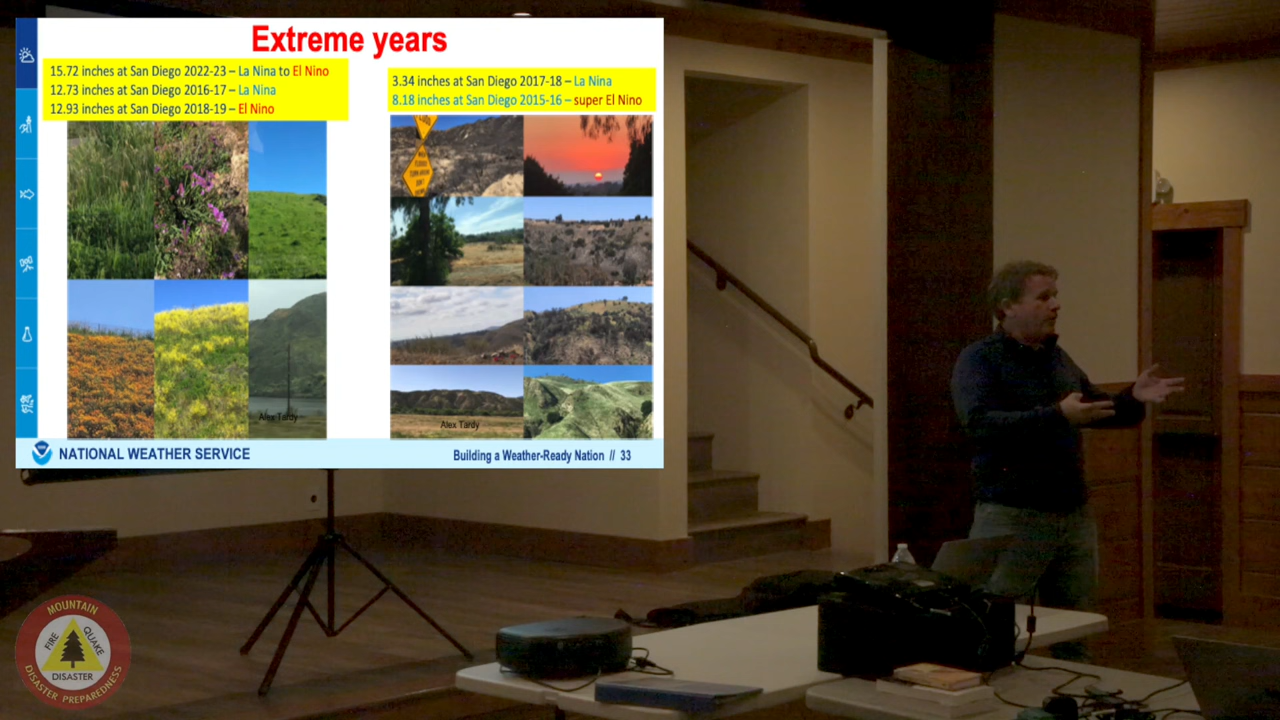 Extreme years
15.72 inches at San Diego 2022-23 – La Nina to El Nino
12.73 inches at San Diego 2016-17 – La Nina
12.93 inches at San Diego 2018-19 – El Nino
3.34 inches at San Diego 2017-18 – La Nina
8.18 inches at San Diego 2015-16 – super El Nino
Alex Tardy
Alex Tardy
NATIONAL WEATHER SERVICE
Building a Weather-Ready Nation // 33
MOUNTAIN
FIRE
QUAKE
DISASTER
DISASTER PREPAREDNESS